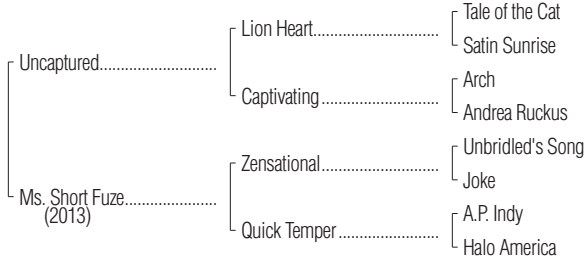 Tale of the Cat
Lion Heart
Satin Sunrise
Uncaptured
Arch
Captivating
Andrea Ruckus
Unbridled's Song
Zensational
Joke
Ms. Short Fuze
(2013)
A.P. Indy
Quick Temper
Halo America